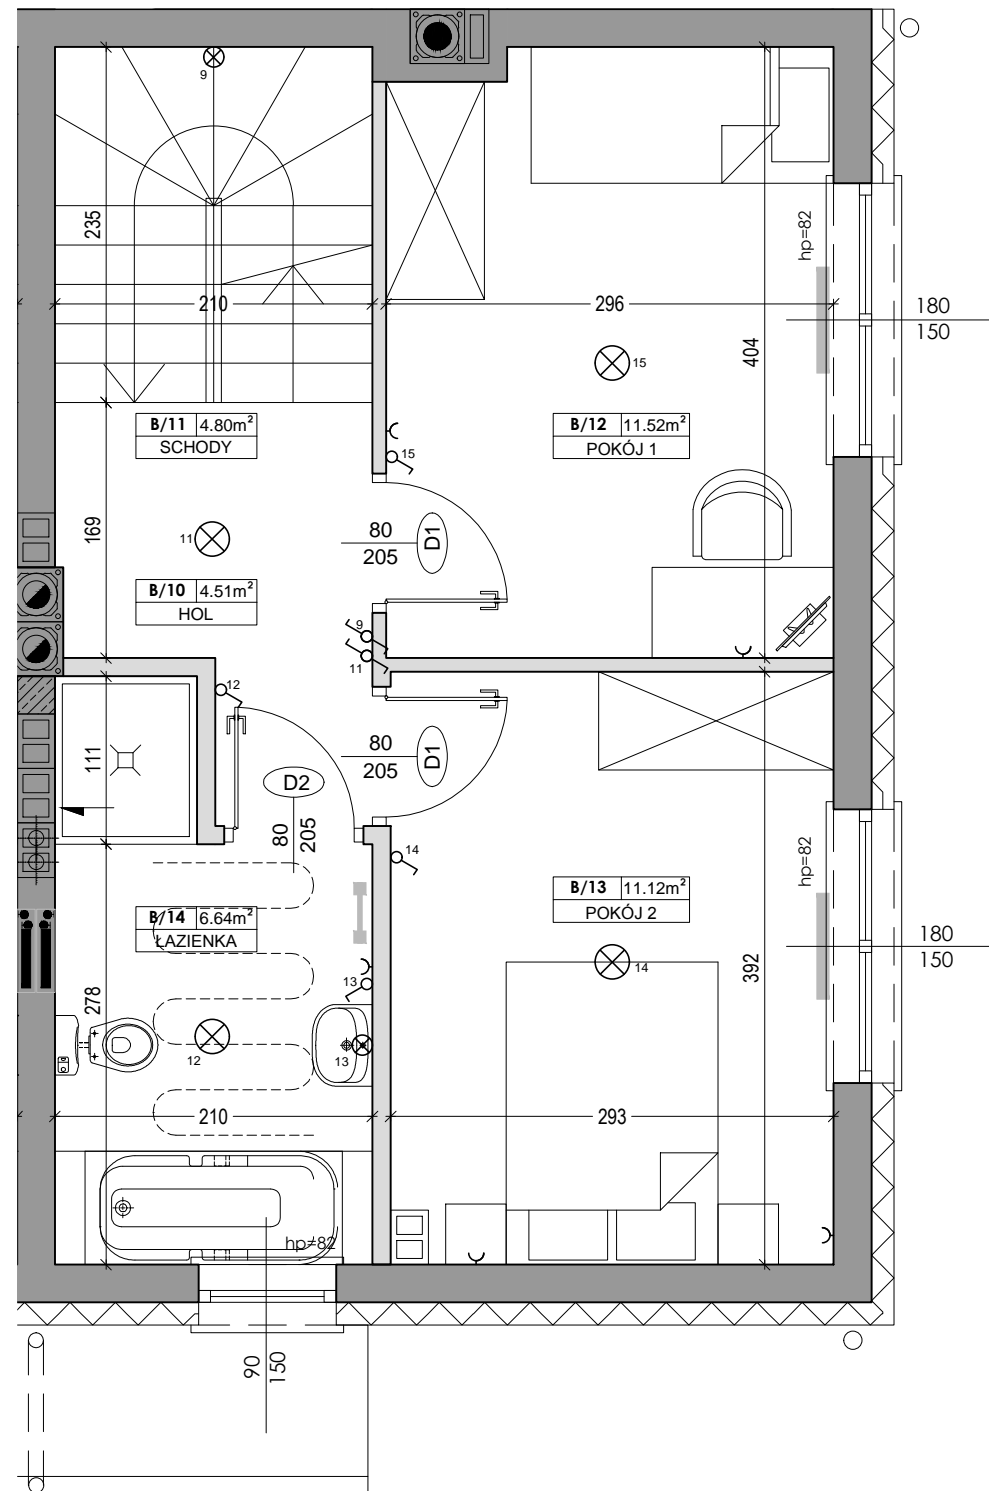 9
235
210
296
hp=82
180
150
404
15
B/11 4.80m²
SCHODY
B/12 11.52m²
POKÓJ 1
15
169
11
80
205
D1
B/10 4.51m²
HOL
9
11
12
111
80
205
D1
D2
80
205
14
hp=82
B/13 11.12m²
POKÓJ 2
B/14 6.64m²
ŁAZIENKA
180
150
392
14
13
278
12
13
210
293
hp=82
90
150